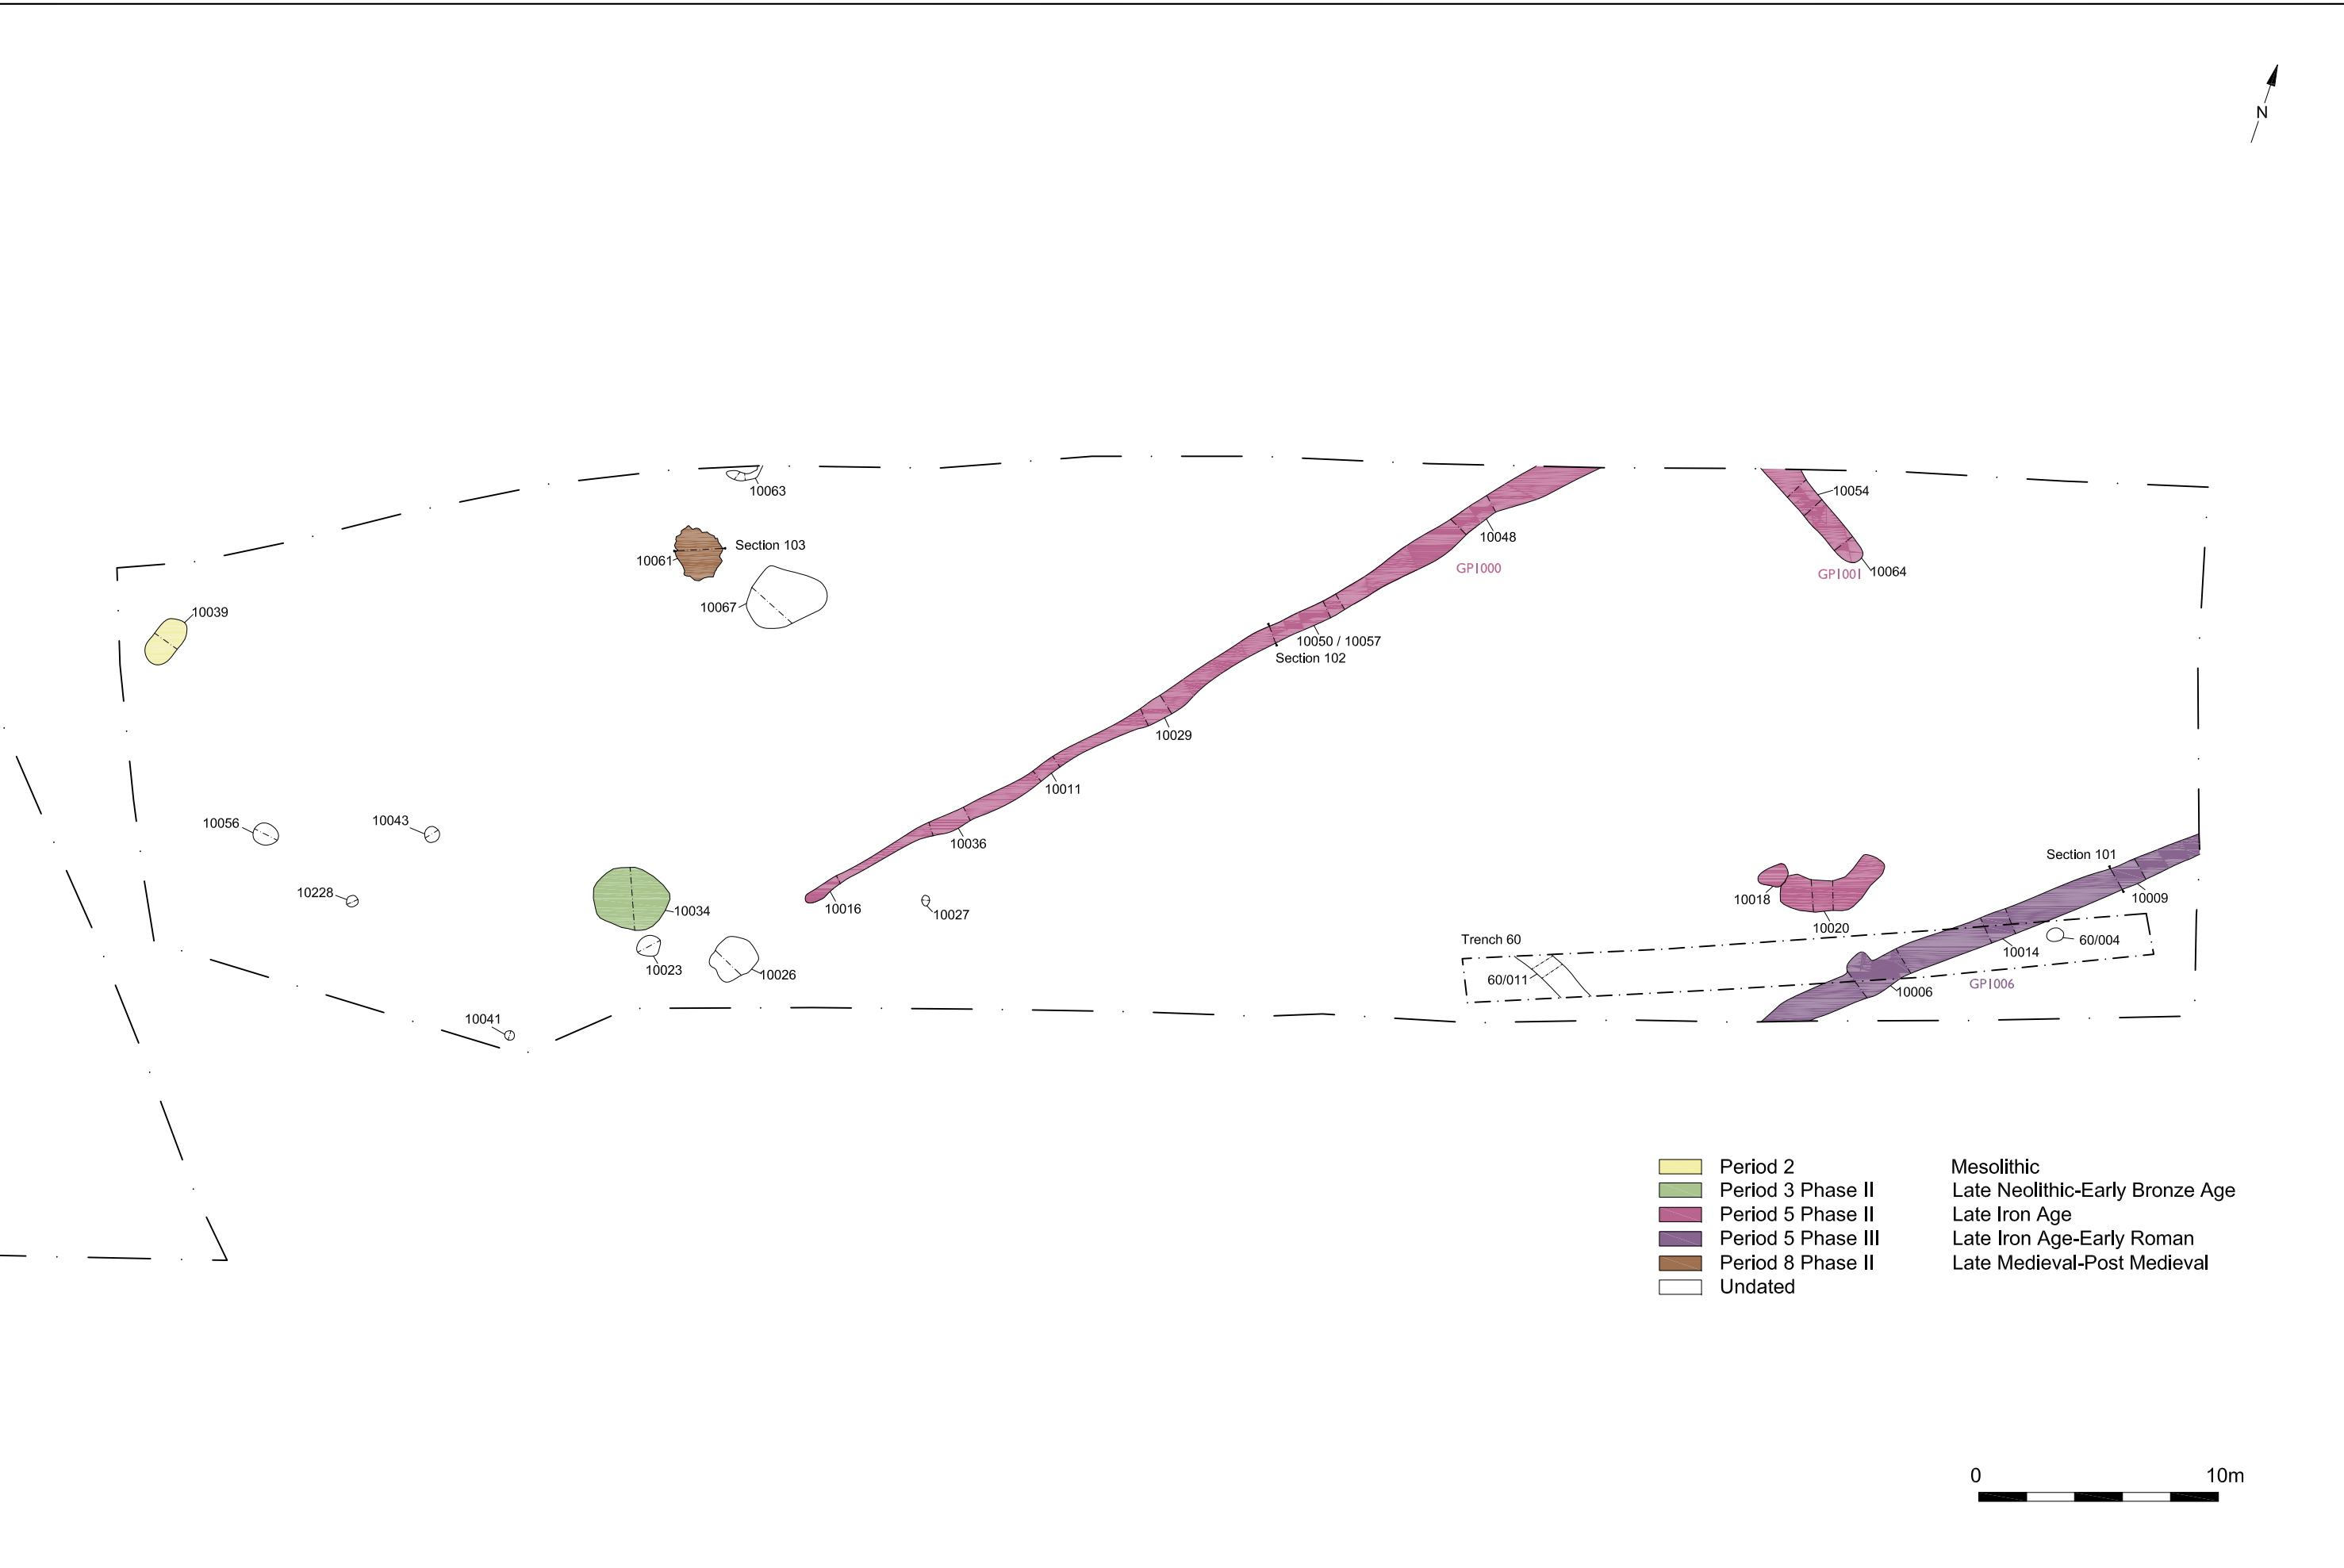 N
10063
10054
10048
Section 103
10061
GP1000
GP1001
10064
10067
10039
10050 / 10057
Section 102
10029
10011
10056
10043
10036
Section 101
10228
10034
10016
10027
10018
10009
10020
Trench 60
60/004
10014
10023
10026
60/011
10006
GP1006
10041
Period 2 Mesolithic
Period 3 Phase II Late Neolithic-Early Bronze Age
Period 5 Phase II Late Iron Age
Period 5 Phase III Late Iron Age-Early Roman
Period 8 Phase II Late Medieval-Post Medieval
Undated
0 10m